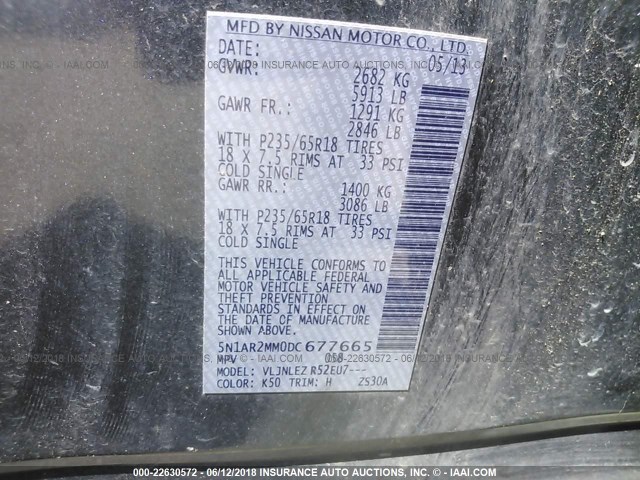 MFD BY NISSAN MOTOR CO., LTD.
DATE: 05/13
GVWR: 2682 KG
5913 LB
GAWR FR.: 1291 KG
2846 LB
WITH P235/65R18 TIRES
18 X 7.5 RIMS AT 33 PSI
COLD SINGLE
GAWR RR.: 1400 KG
3086 LB
WITH P235/65R18 TIRES
18 X 7.5 RIMS AT 33 PSI
COLD SINGLE
THIS VEHICLE CONFORMS TO
ALL APPLICABLE FEDERAL
MOTOR VEHICLE SAFETY AND
THEFT PREVENTION
STANDARDS IN EFFECT ON
THE DATE OF MANUFACTURE
SHOWN ABOVE.
5N1AR2MM0DC677665
MPV 058
MODEL: VLJNLEZ R52EU7---
COLOR: K50 TRIM: H ZS30A
000-22630572 - 06/12/2018 INSURANCE AUTO AUCTIONS, INC. - © IAAI.COM